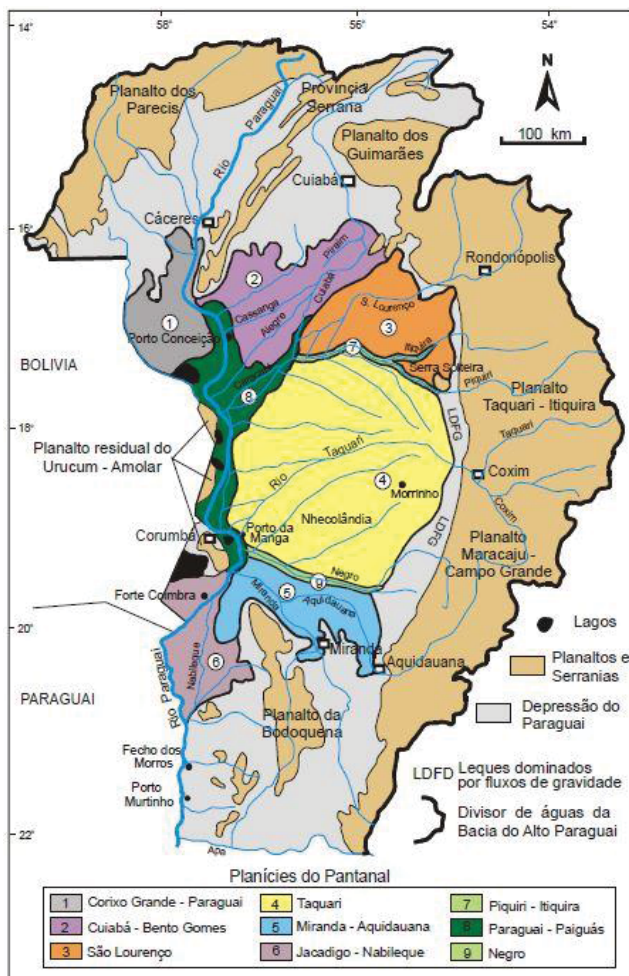 14°
58°
56°
54°
Planalto dos
Parecis
Rio
Paraguai
Província
Serrana
Planalto dos
Guimarães
N
100 km
Cuiabá
Cáceres
16°
Rondonópolis
2
Piraim
Cassange
Alegre
Cuiabá
S. Lourenço
3
Itiquira
1
Porto Conceição
7
Serra Solteira
Piquiri
BOLIVIA
8
Planalto
Taquari - Itiquira
18°
LDFG
Taquari
Planalto residual do
Urucum - Amolar
Rio
Taquari
4
Morrinho
Coxim
Coxim
Nhecolândia
LDFG
Corumbá
Porto da
Manga
Planalto
Maracaju -
Campo Grande
Negro
9
Forte Coimbra
Miranda
5
Aquidauana
20°
Lagos
Miranda
Aquidauana
Planaltos e
Serranias
6
Nabileque
PARAGUAI
Rio Paraguai
Planalto da
Bodoquena
Depressão do
Paraguai
Fecho dos
Morros
LDFD
Leques dominados
por fluxos de gravidade
Porto
Murtinho
Divisor de águas da
Bacia do Alto Paraguai
22°
Apa
Planícies do Pantanal
1 Corixo Grande - Paraguai
4 Taquari
7 Piquiri - Itiquira
2 Cuiabá - Bento Gomes
5 Miranda - Aquidauana
8 Paraguai - Paiaguás
3 São Lourenço
6 Jacadigo - Nabileque
9 Negro